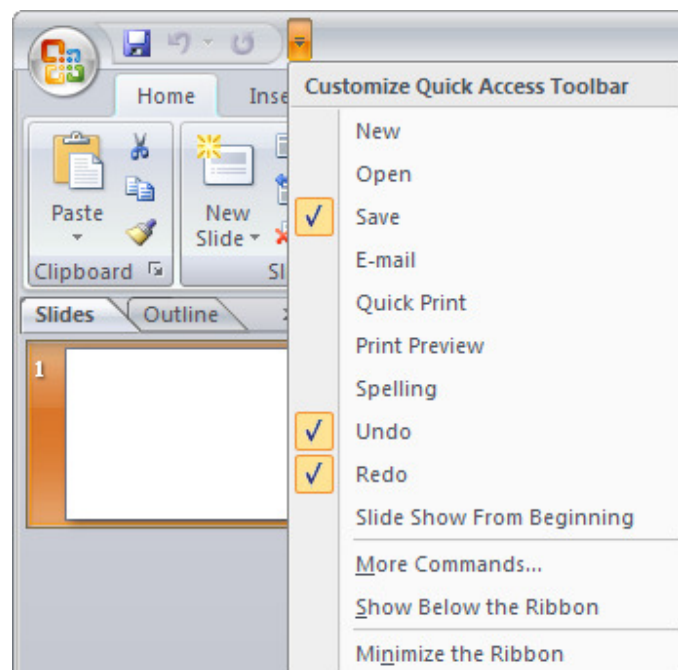 Home Inse
Customize Quick Access Toolbar
New
Open
Save
E-mail
Quick Print
Print Preview
Spelling
Undo
Redo
Slide Show From Beginning
More Commands...
Show Below the Ribbon
Minimize the Ribbon
Paste
New
Slide
Clipboard
Sl
Slides Outline
1